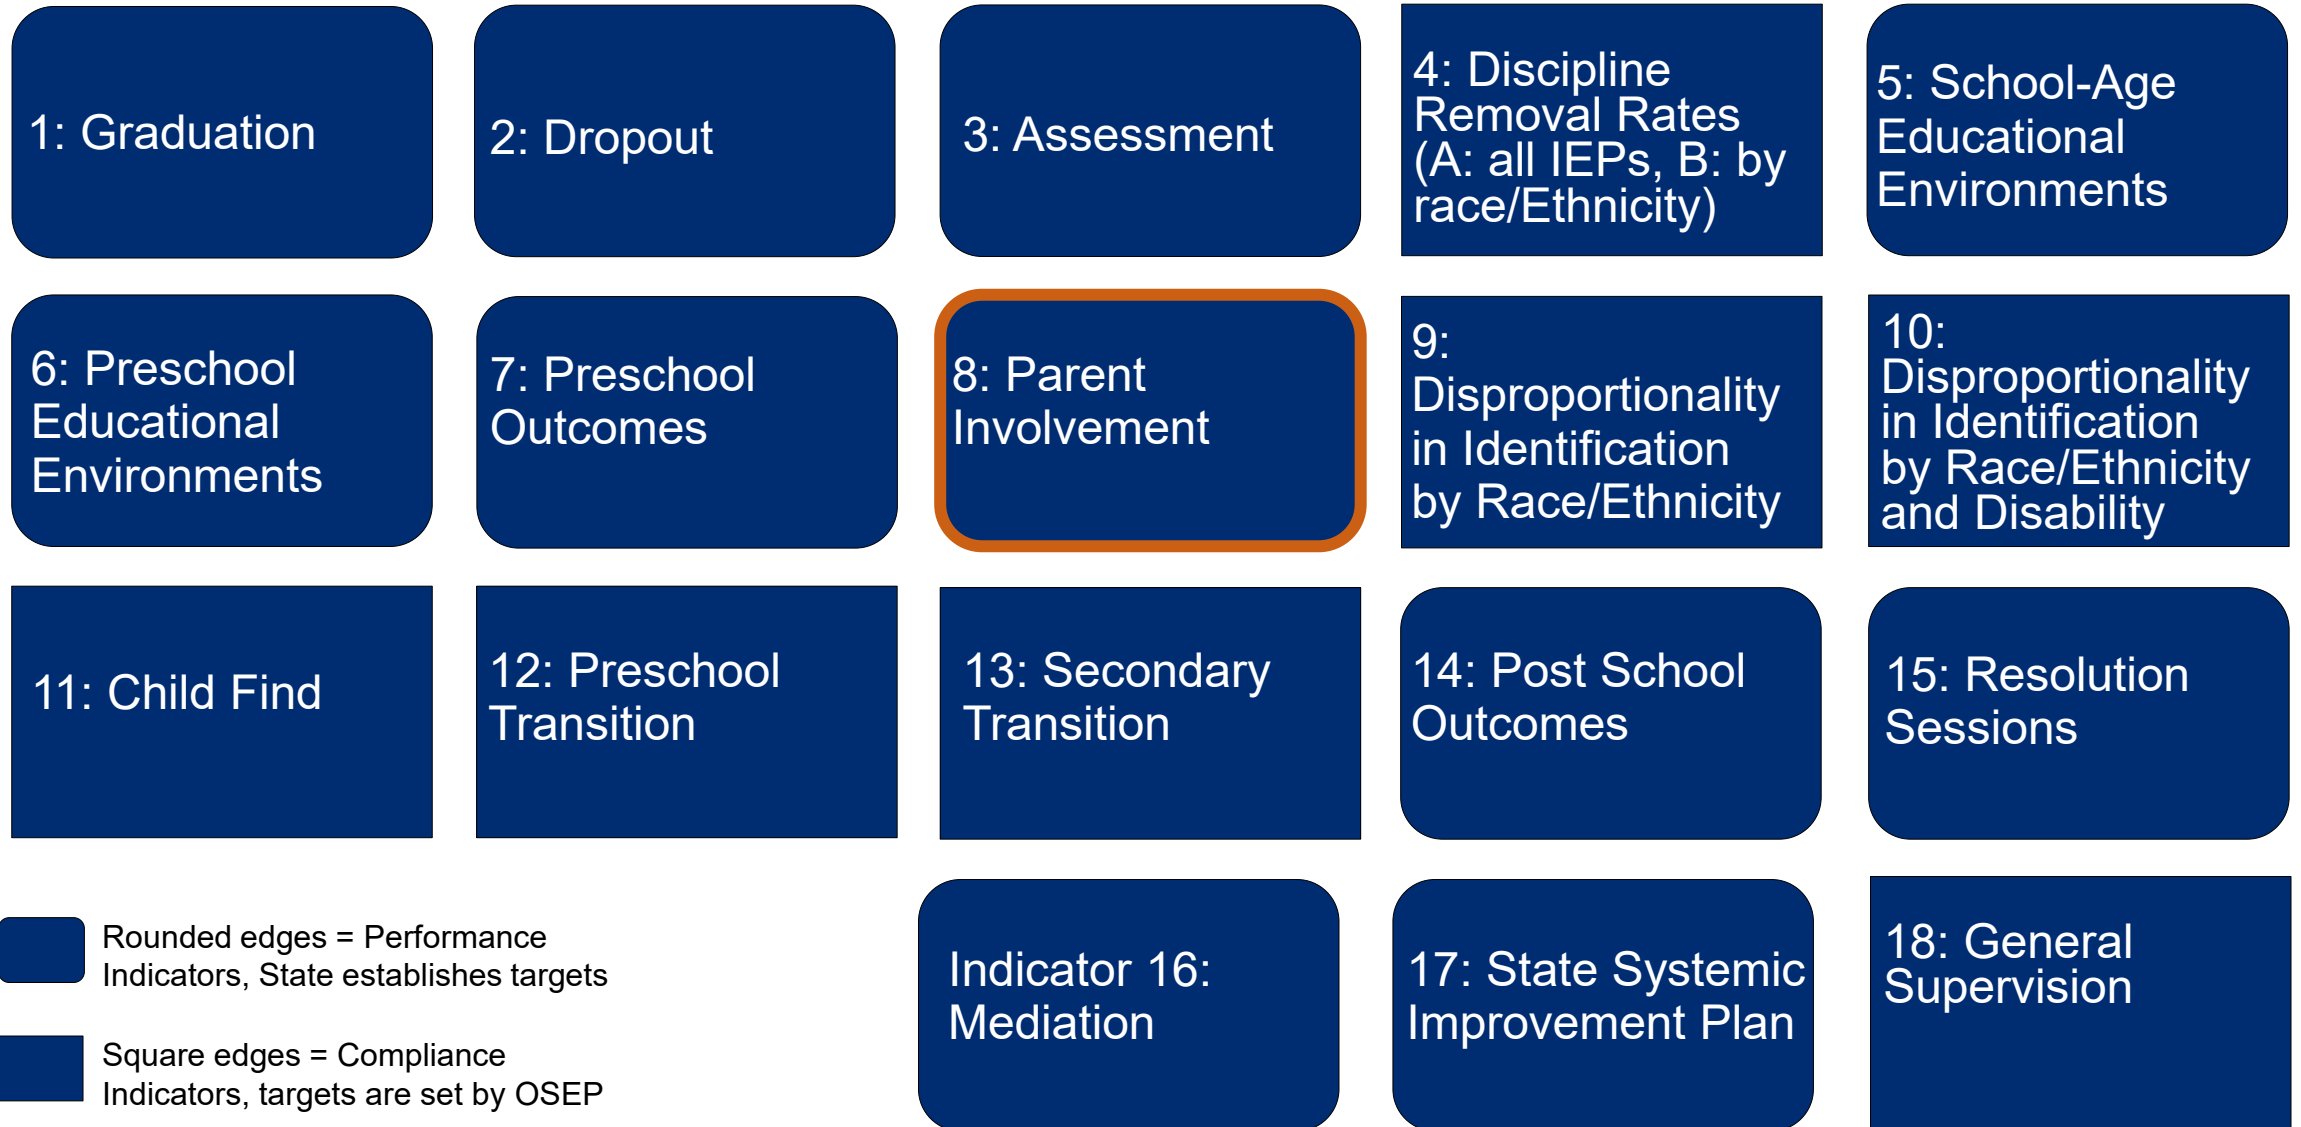 1: Graduation
2: Dropout
3: Assessment
4: Discipline
Removal Rates
(A: all IEPs, B: by
race/Ethnicity)
5: School-Age
Educational
Environments
6: Preschool
Educational
Environments
7: Preschool
Outcomes
8: Parent
Involvement
9:
Disproportionality
in Identification
by Race/Ethnicity
10:
Disproportionality
in Identification
by Race/Ethnicity
and Disability
11: Child Find
12: Preschool
Transition
13: Secondary
Transition
14: Post School
Outcomes
15: Resolution
Sessions
Indicator 16:
Mediation
17: State Systemic
Improvement Plan
18: General
Supervision
Rounded edges = Performance
Indicators, State establishes targets
Square edges = Compliance
Indicators, targets are set by OSEP